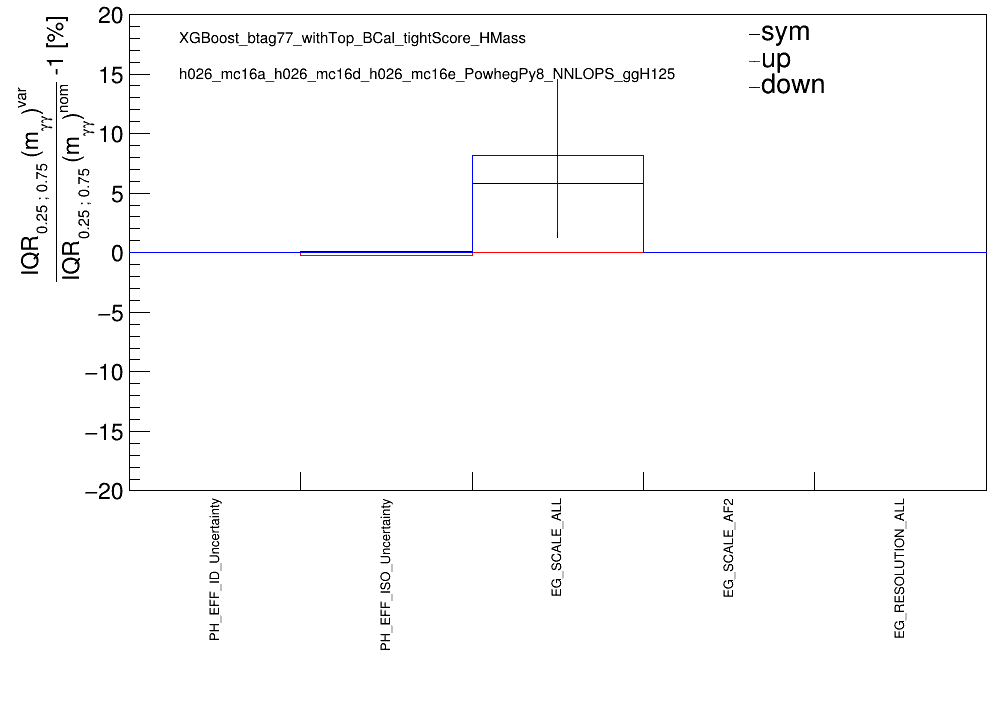 XGBoost_btag77_withTop_BCal_tightScore_HMass
h026_mc16a_h026_mc16d_h026_mc16e_PowhegPy8_NNLOPS_ggH125
sym
up
down
IQR0.25 ; 0.75 (mγγ)var
IQR0.25 ; 0.75 (mγγ)nom
-1 [%]
20
15
10
5
0
−5
−10
−15
−20
PH_EFF_ID_Uncertainty
PH_EFF_ISO_Uncertainty
EG_SCALE_ALL
EG_SCALE_AF2
EG_RESOLUTION_ALL